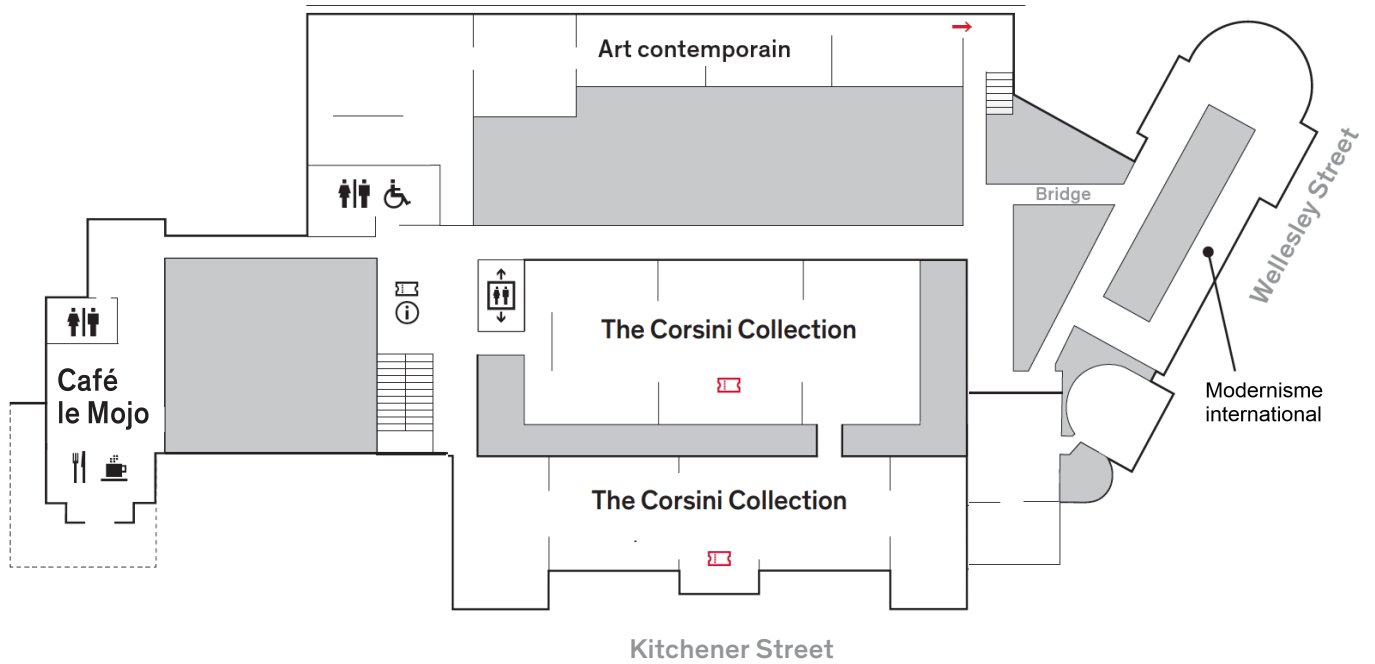 Art contemporain
Bridge
Wellesley Street
The Corsini Collection
Café
le Mojo
Modernisme
international
The Corsini Collection
Kitchener Street